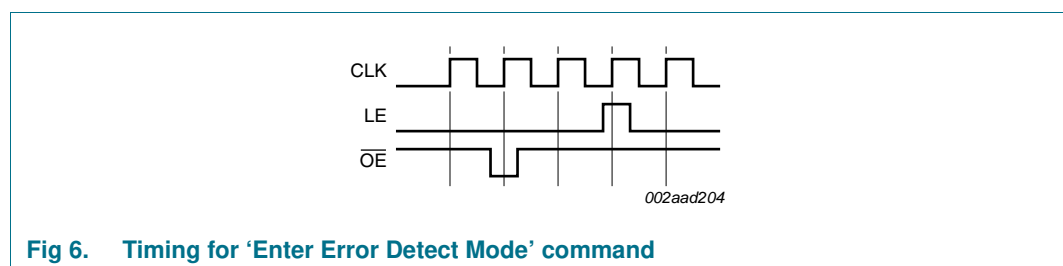 CLK
LE
OE
002aad204
Fig 6. Timing for ‘Enter Error Detect Mode’ command